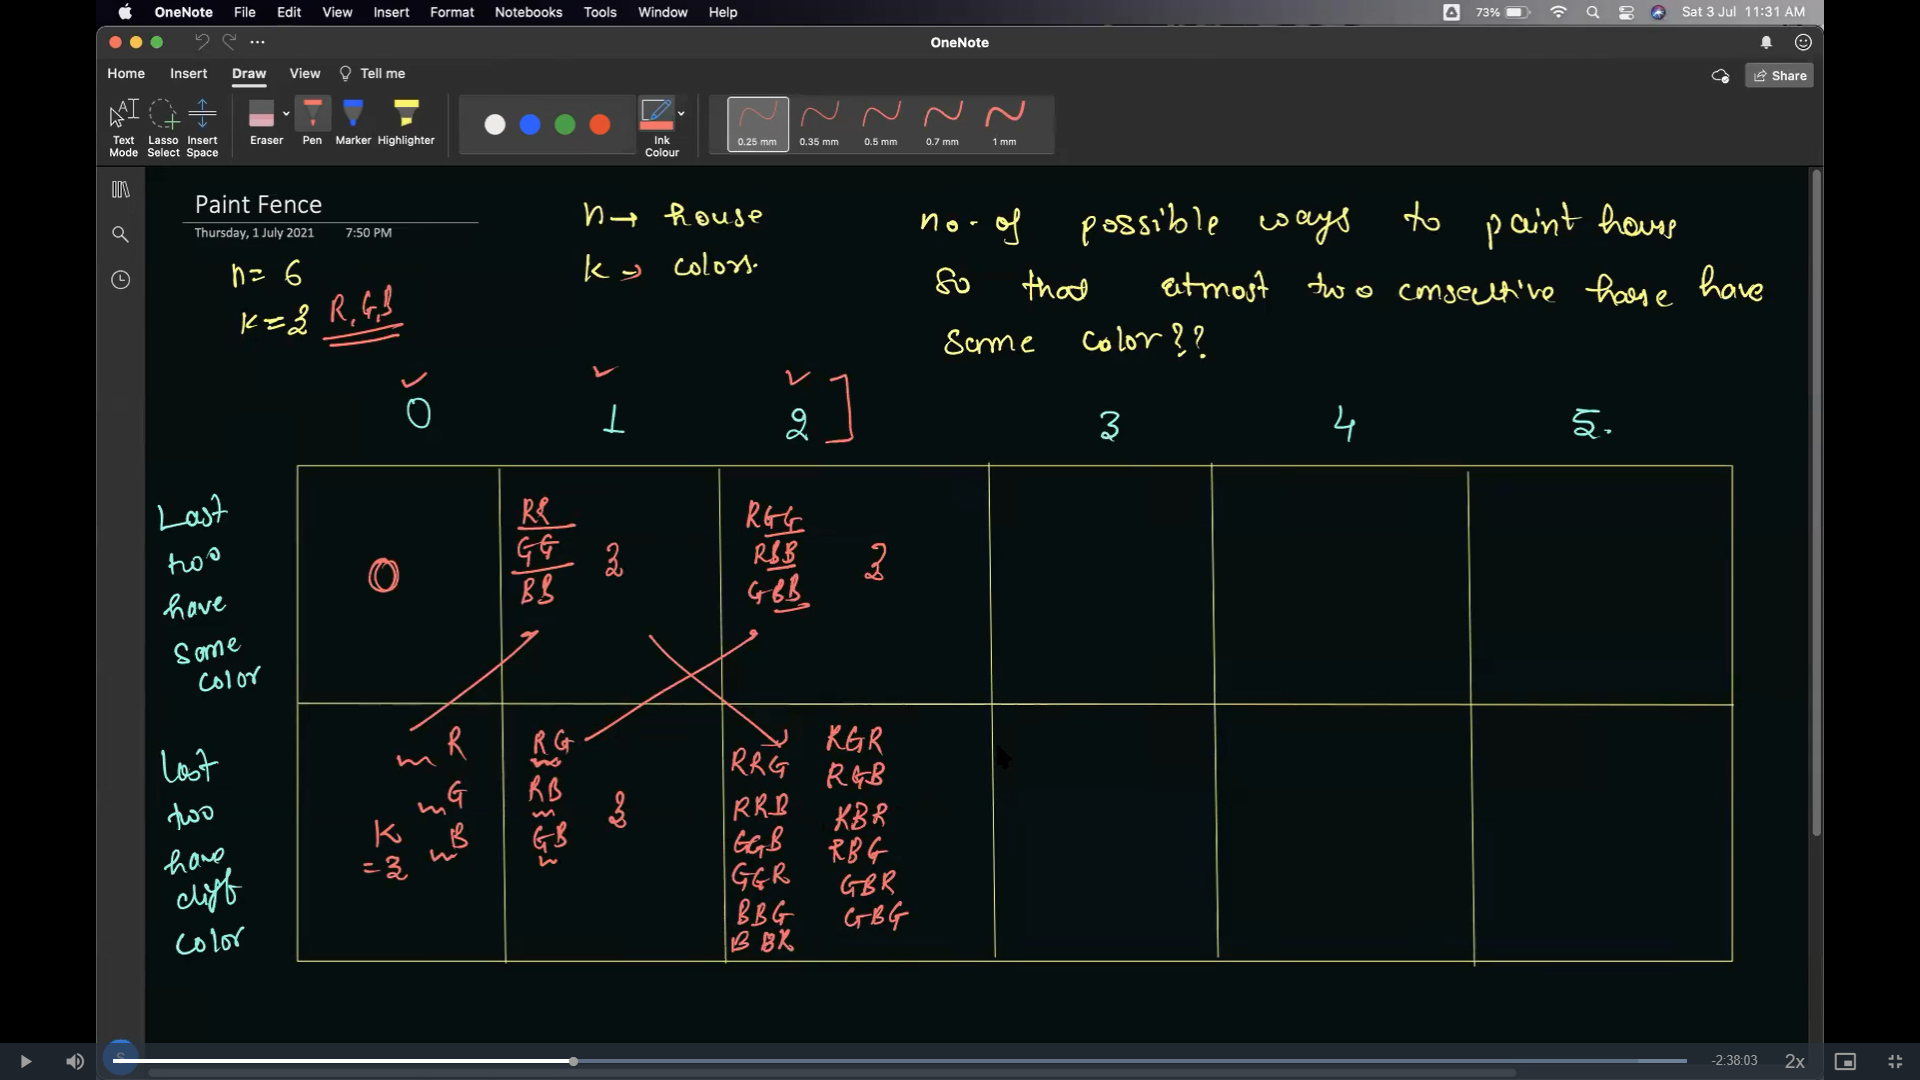 OneNote File Edit View Insert Format Notebooks Tools Window Help 73% Sat 3 Jul 11:31 AM
OneNote
Home Insert Draw View Tell me Share
Text Mode Lasso Select Insert Space Eraser Pen Marker Highlighter Ink Colour 0.25 mm 0.35 mm 0.5 mm 0.7 mm 1 mm
Paint Fence
Thursday, 1 July 2021 7:50 PM
n = 6
k = 3 R, G, B
n → house
k → colors.
no. of possible ways to paint house
So that atmost two consecutive house have
same color??
0 1 2 ] 3 4 5.
Last
two
have
Same
color
0
RR
GG 3
BB
RGG
RBB 3
GBB
Last
two
have
diff
color
R
G
K B
= 3
RG
RB 3
GB
RRG RGR
RRB RGB
GGB RBR
GGR RBG
BBG GBR
BBR GBG
-2:38:03 2x